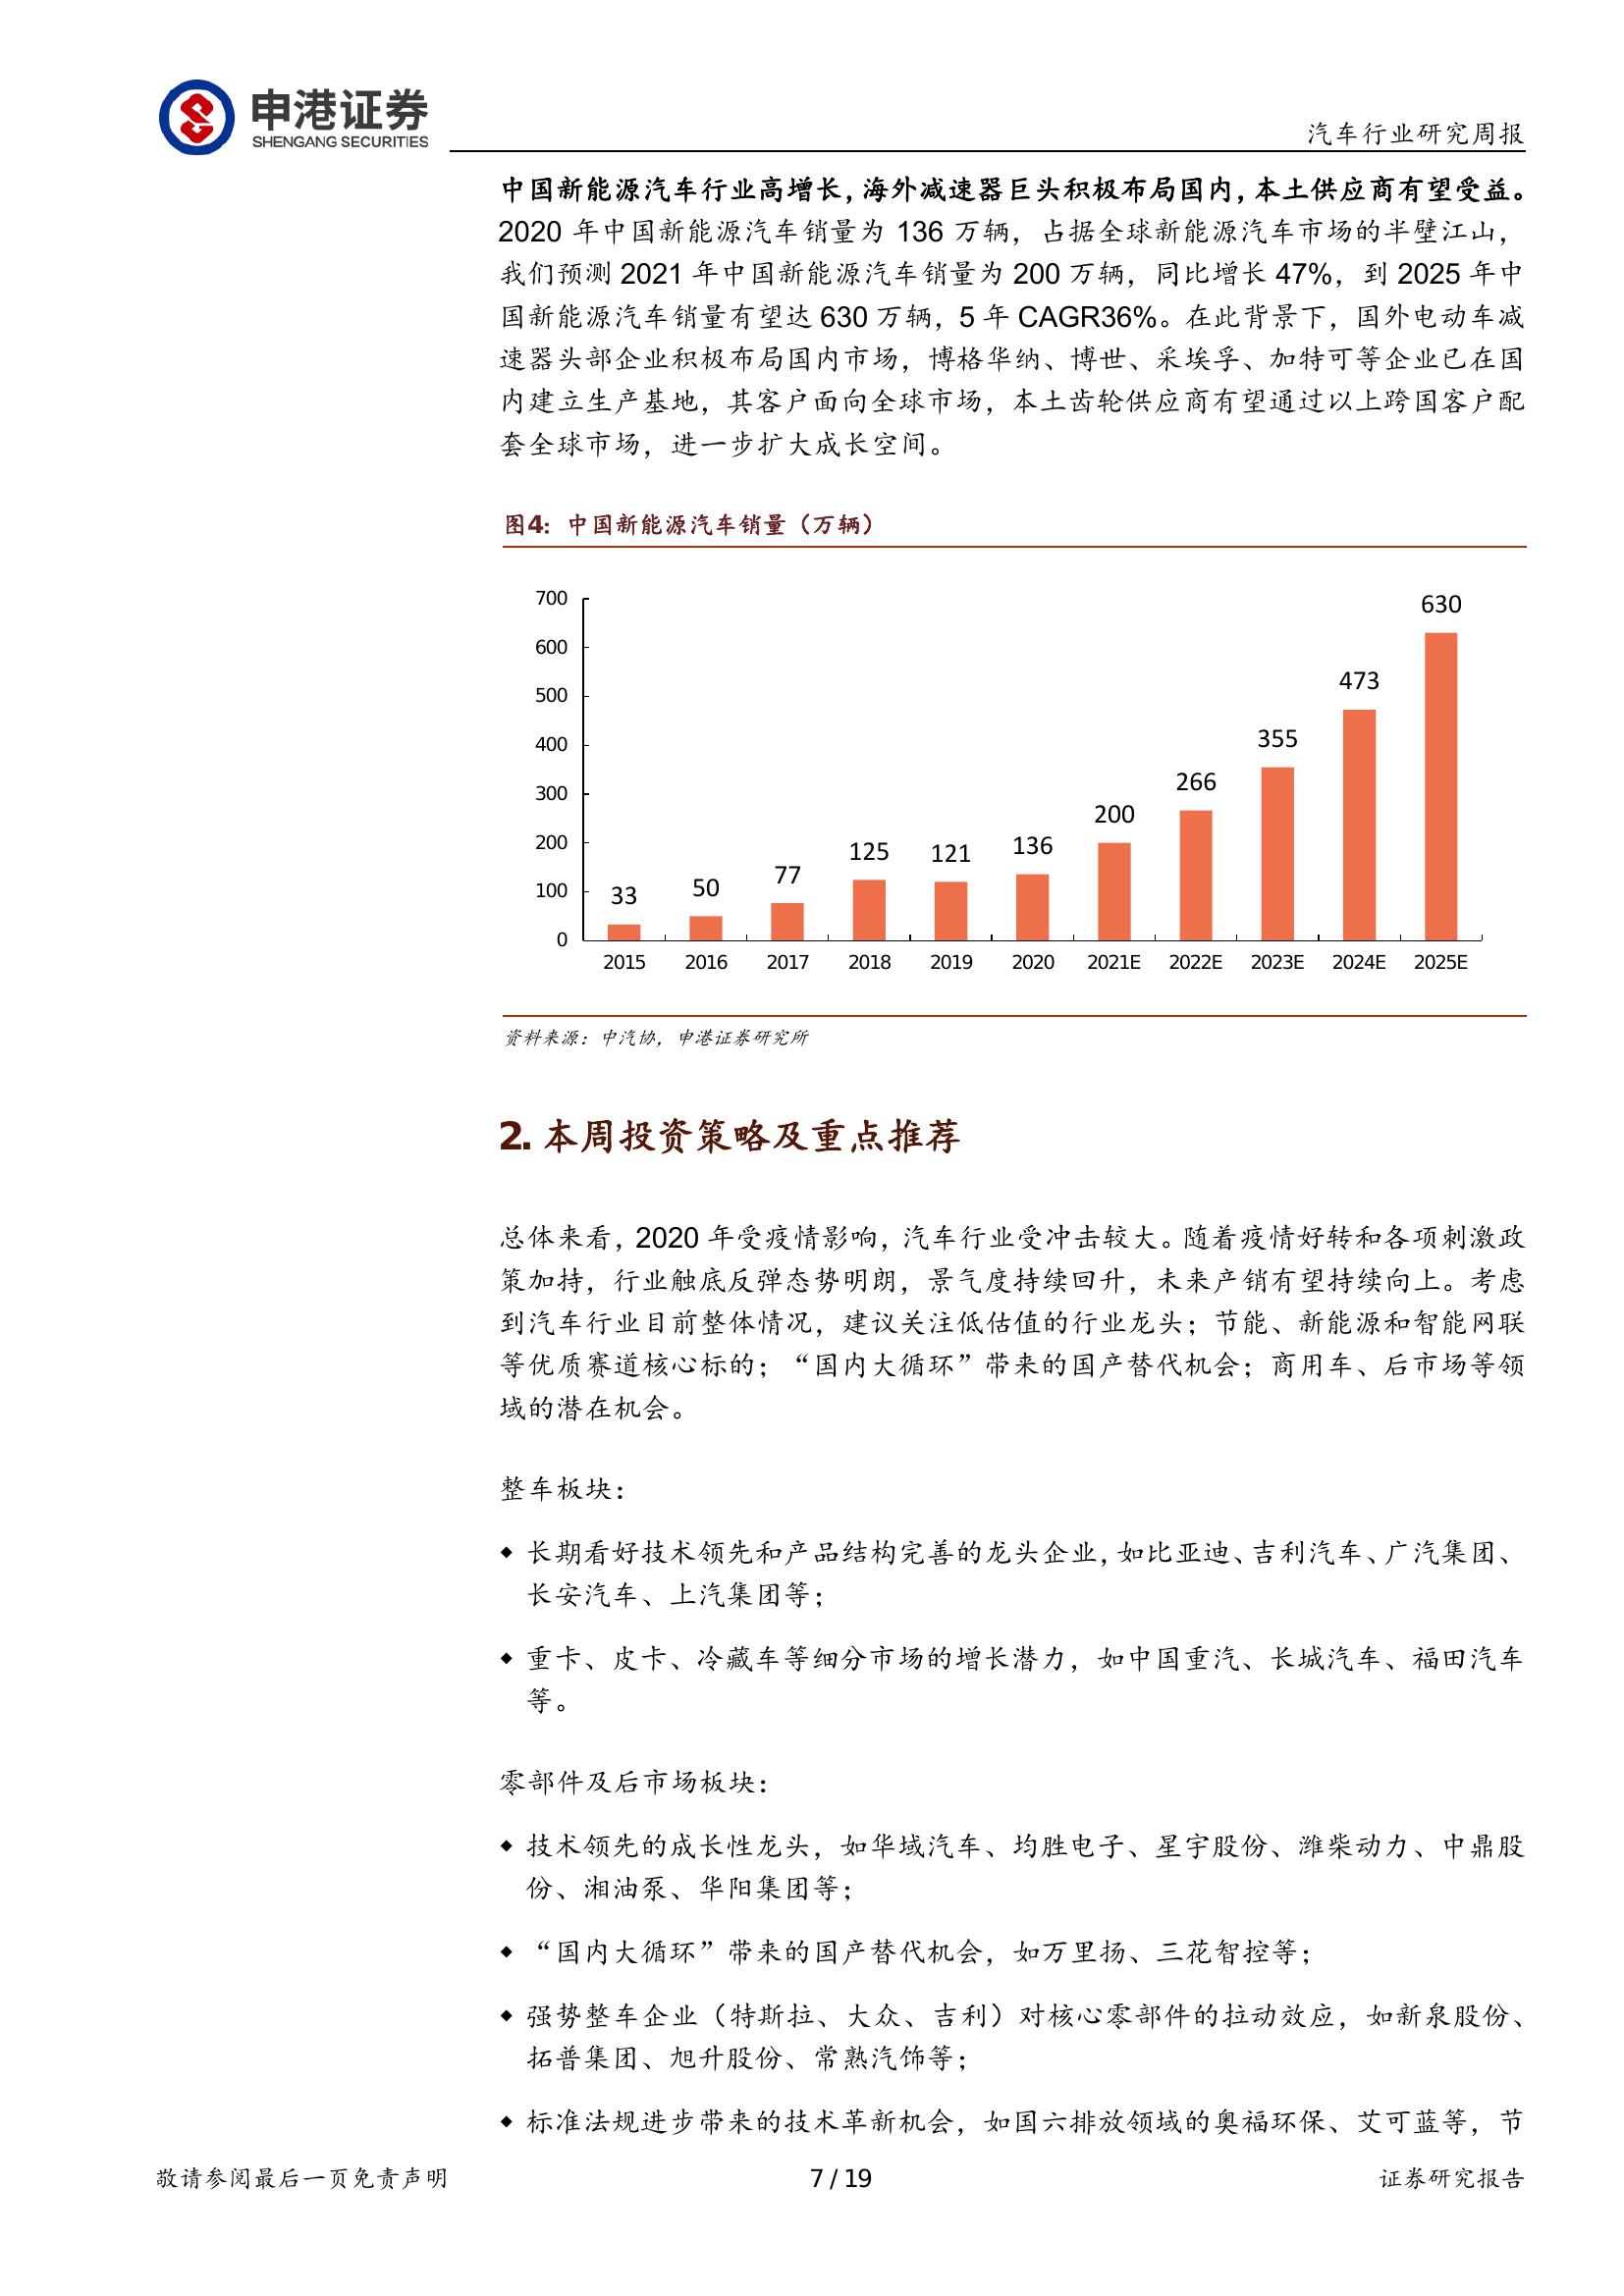 申港证券
SHENGANG SECURITIES
汽车行业研究周报
中国新能源汽车行业高增长，海外减速器巨头积极布局国内，本土供应商有望受益。
2020 年中国新能源汽车销量为 136 万辆，占据全球新能源汽车市场的半壁江山，
我们预测 2021 年中国新能源汽车销量为 200 万辆，同比增长 47%，到 2025 年中
国新能源汽车销量有望达 630 万辆，5 年 CAGR36%。在此背景下，国外电动车减
速器头部企业积极布局国内市场，博格华纳、博世、采埃孚、加特可等企业已在国
内建立生产基地，其客户面向全球市场，本土齿轮供应商有望通过以上跨国客户配
套全球市场，进一步扩大成长空间。
图4：中国新能源汽车销量（万辆）
700
600
500
400
300
200
100
0
33
50
77
125
121
136
200
266
355
473
630
2015 2016 2017 2018 2019 2020 2021E 2022E 2023E 2024E 2025E
资料来源：中汽协，申港证券研究所
2. 本周投资策略及重点推荐
总体来看，2020 年受疫情影响，汽车行业受冲击较大。随着疫情好转和各项刺激政
策加持，行业触底反弹态势明朗，景气度持续回升，未来产销有望持续向上。考虑
到汽车行业目前整体情况，建议关注低估值的行业龙头；节能、新能源和智能网联
等优质赛道核心标的；“国内大循环”带来的国产替代机会；商用车、后市场等领
域的潜在机会。
整车板块：
◆ 长期看好技术领先和产品结构完善的龙头企业，如比亚迪、吉利汽车、广汽集团、
长安汽车、上汽集团等；
◆ 重卡、皮卡、冷藏车等细分市场的增长潜力，如中国重汽、长城汽车、福田汽车
等。
零部件及后市场板块：
◆ 技术领先的成长性龙头，如华域汽车、均胜电子、星宇股份、潍柴动力、中鼎股
份、湘油泵、华阳集团等；
◆ “国内大循环”带来的国产替代机会，如万里扬、三花智控等；
◆ 强势整车企业（特斯拉、大众、吉利）对核心零部件的拉动效应，如新泉股份、
拓普集团、旭升股份、常熟汽饰等；
◆ 标准法规进步带来的技术革新机会，如国六排放领域的奥福环保、艾可蓝等，节
敬请参阅最后一页免责声明
7 / 19
证券研究报告